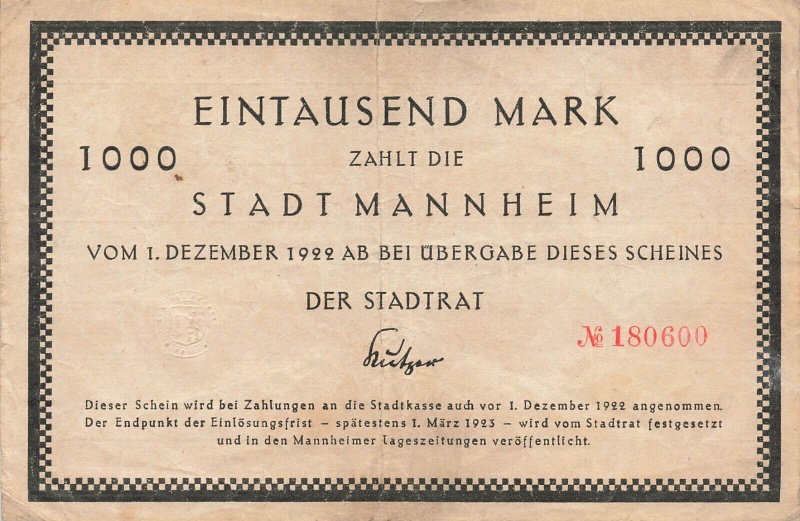 EINTAUSEND MARK
1000 ZAHLT DIE 1000
STADT MANNHEIM
VOM 1. DEZEMBER 1922 AB BEI ÜBERGABE DIESES SCHEINES
DER STADTRAT
№ 180600
Kutzer
Dieser Schein wird bei Zahlungen an die Stadtkasse auch vor 1. Dezember 1922 angenommen.
Der Endpunkt der Einlösungsfrist – spätestens 1. März 1923 – wird vom Stadtrat festgesetzt
und in den Mannheimer Tageszeitungen veröffentlicht.